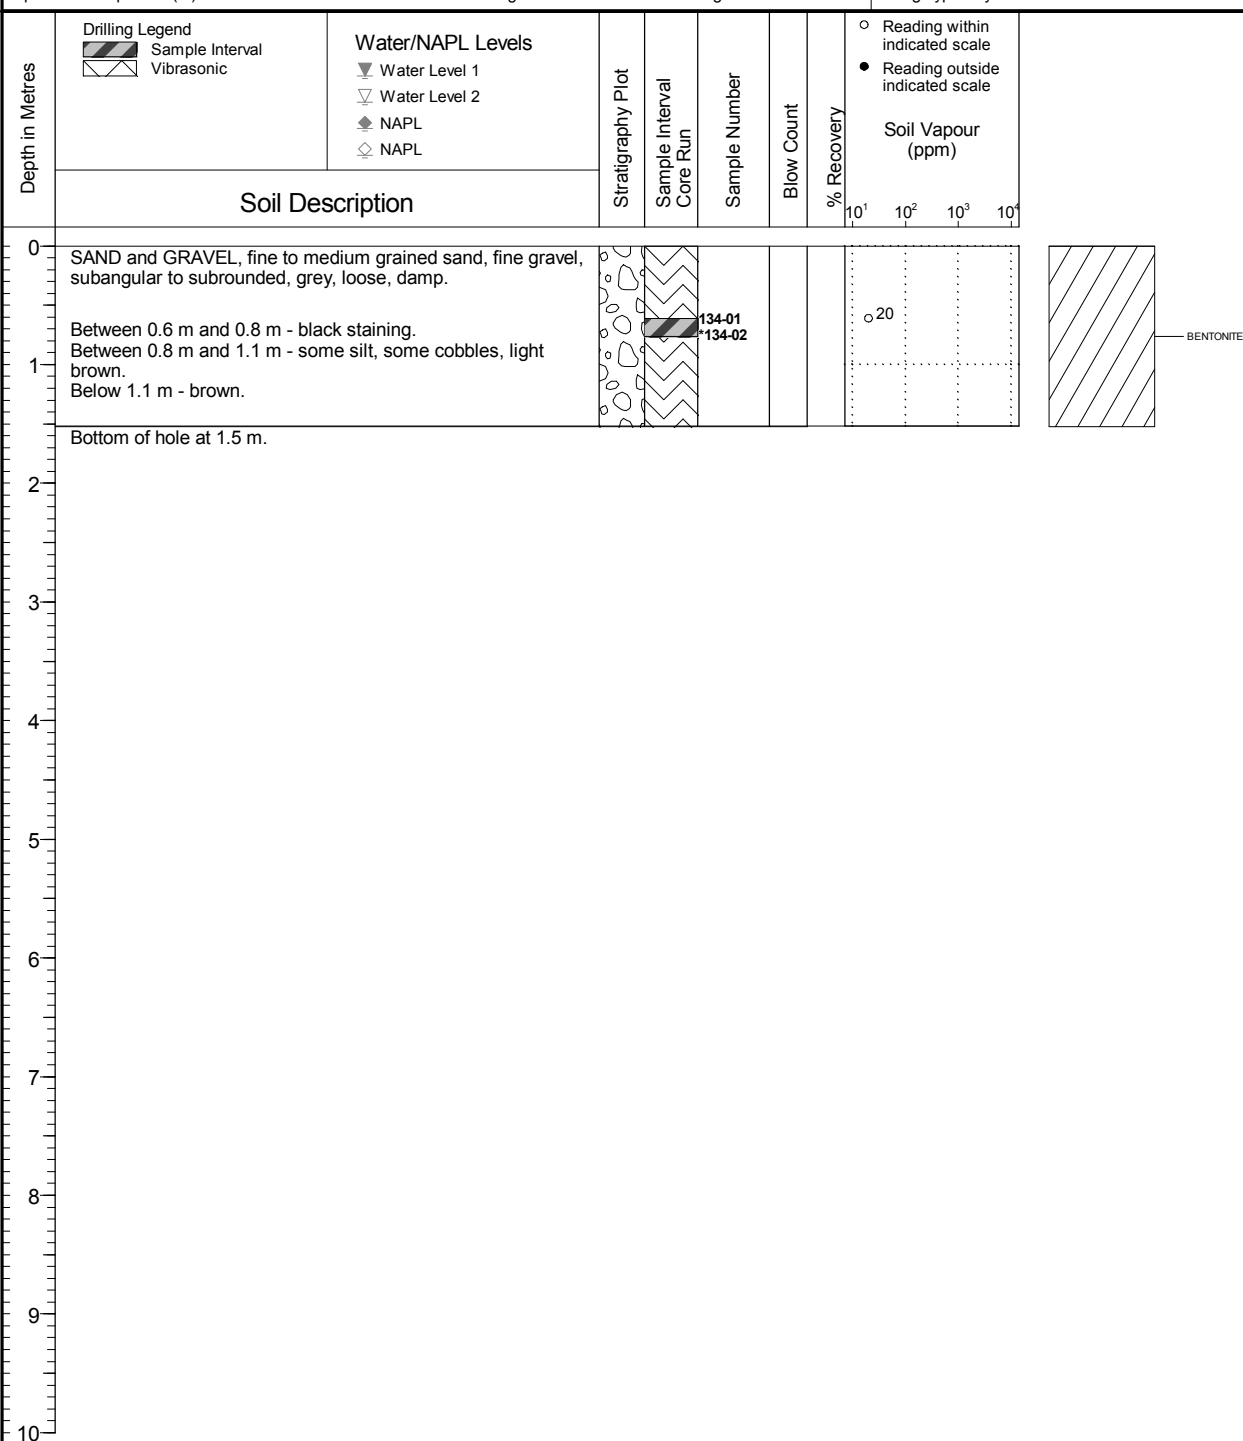 Drilling Legend
Sample Interval
Vibrasonic
Water/NAPL Levels
Water Level 1
Water Level 2
NAPL
NAPL
Depth in Metres
Soil Description
Stratigraphy Plot
Sample Interval
Core Run
Sample Number
Blow Count
% Recovery
Reading within
indicated scale
Reading outside
indicated scale
Soil Vapour
(ppm)
10¹ 10² 10³ 10⁴
0
SAND and GRAVEL, fine to medium grained sand, fine gravel,
subangular to subrounded, grey, loose, damp.
Between 0.6 m and 0.8 m - black staining.
Between 0.8 m and 1.1 m - some silt, some cobbles, light
brown.
Below 1.1 m - brown.
134-01
*134-02
20
BENTONITE
1
Bottom of hole at 1.5 m.
2
3
4
5
6
7
8
9
10